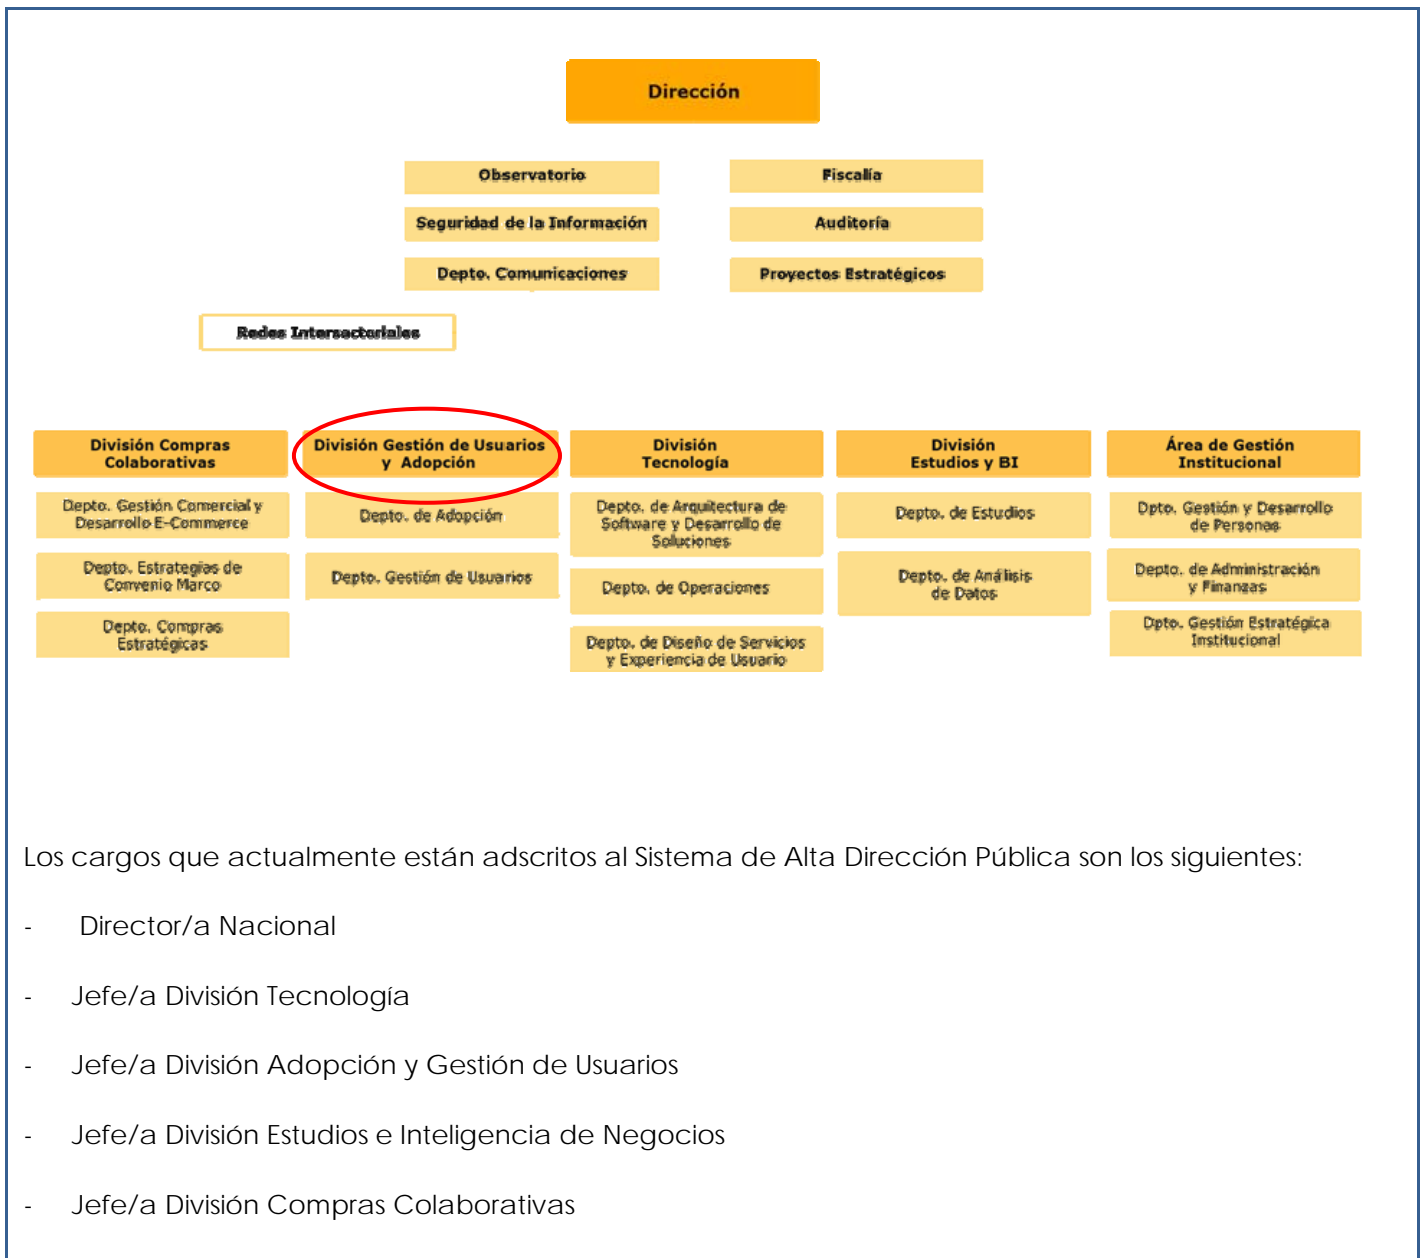 Dirección
Observatorio
Fiscalía
Seguridad de la Información
Auditoría
Depto. Comunicaciones
Proyectos Estratégicos
Redes Intersectoriales
División Compras
Colaborativas
Depto. Gestión Comercial y
Desarrollo E-Commerce
Depto. Estrategias de
Convenio Marco
Depto. Compras
Estratégicas
División Gestión de Usuarios
y Adopción
Depto. de Adopción
Depto. Gestión de Usuarios
División
Tecnología
Depto. de Arquitectura de
Software y Desarrollo de
Soluciones
Depto. de Operaciones
Depto. de Diseño de Servicios
y Experiencia de Usuario
División
Estudios y BI
Depto. de Estudios
Depto. de Análisis
de Datos
Área de Gestión
Institucional
Dpto. Gestión y Desarrollo
de Personas
Depto. de Administración
y Finanzas
Dpto. Gestión Estratégica
Institucional
Los cargos que actualmente están adscritos al Sistema de Alta Dirección Pública son los siguientes:
- Director/a Nacional
- Jefe/a División Tecnología
- Jefe/a División Adopción y Gestión de Usuarios
- Jefe/a División Estudios e Inteligencia de Negocios
- Jefe/a División Compras Colaborativas